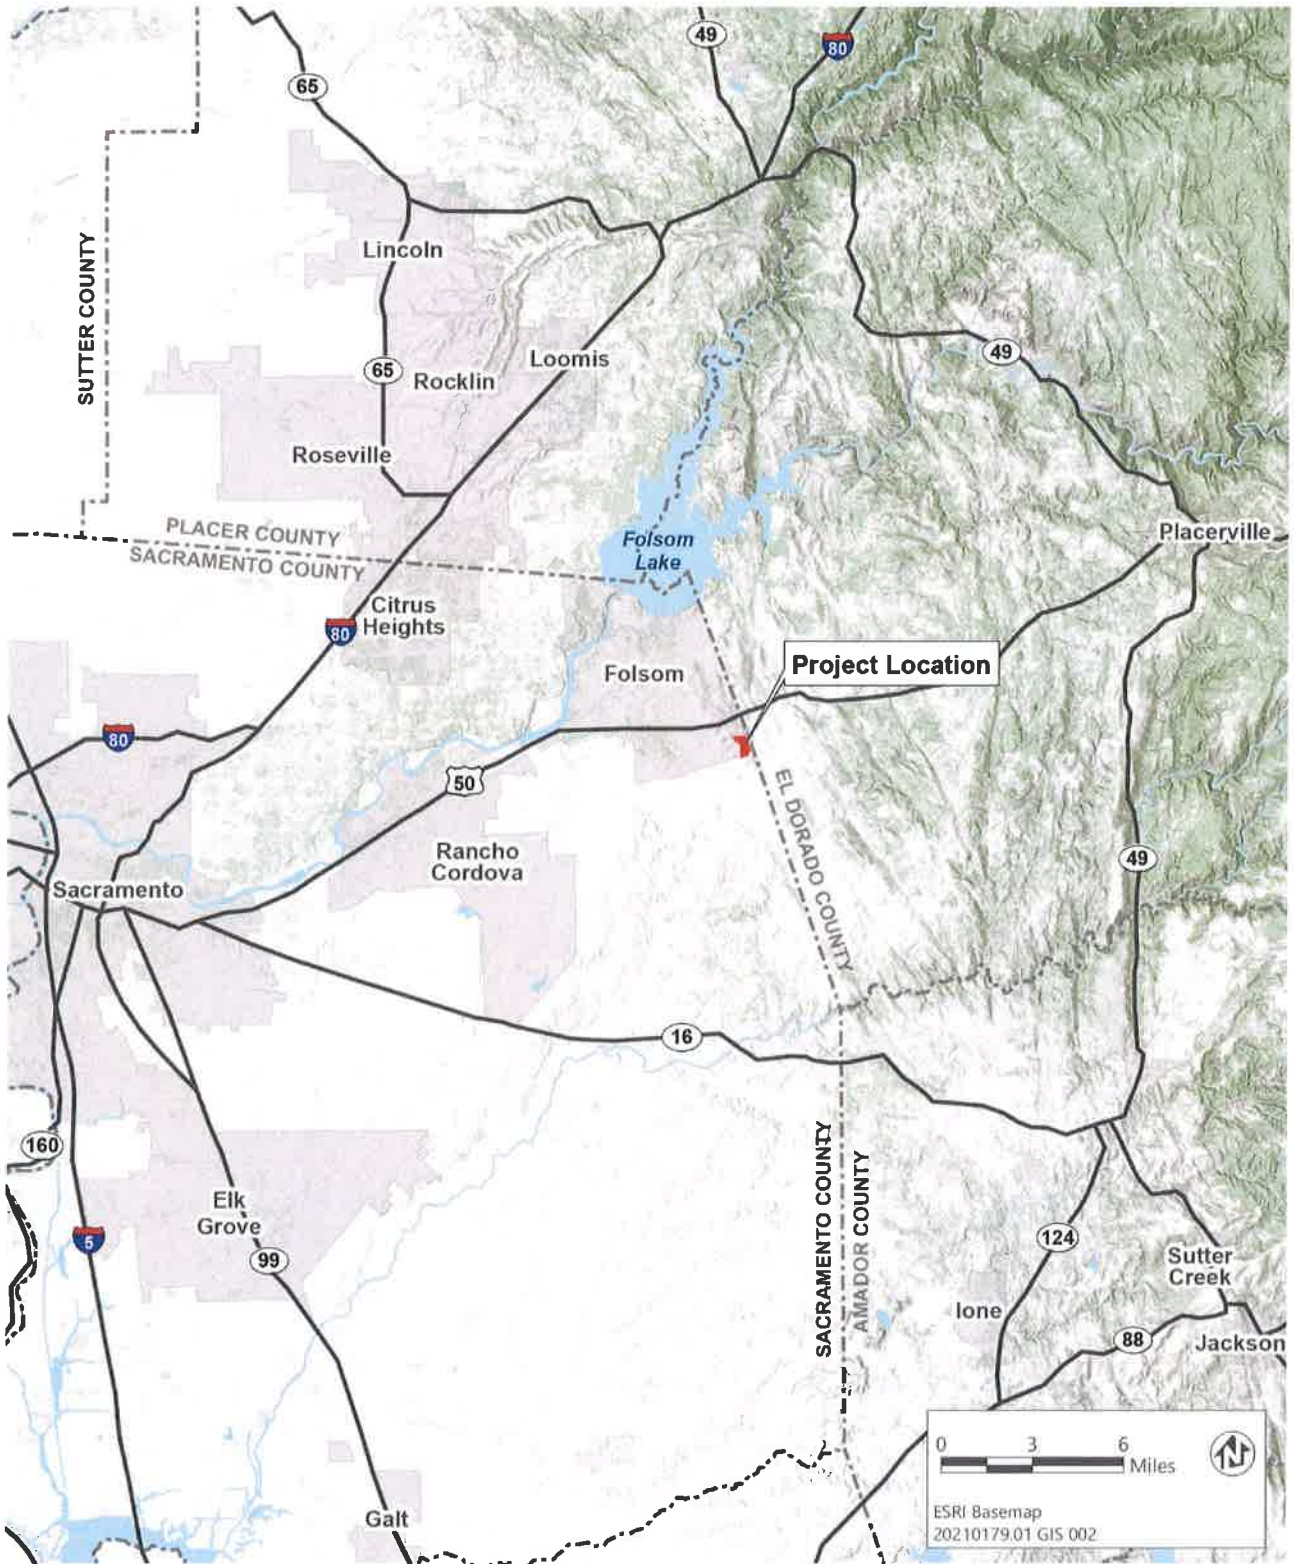 49
80
65
SUTTER COUNTY
Lincoln
65
Rocklin
Loomis
49
Roseville
PLACER COUNTY
SACRAMENTO COUNTY
Folsom
Lake
Placerville
Citrus
Heights
80
Project Location
Folsom
80
50
EL DORADO COUNTY
Rancho
Cordova
49
Sacramento
16
160
SACRAMENTO COUNTY
AMADOR COUNTY
Elk
Grove
5
99
124
Sutter
Creek
Ione
88
Jackson
0 3 6
Miles
N
ESRI Basemap
20210179.01 GIS 002
Galt